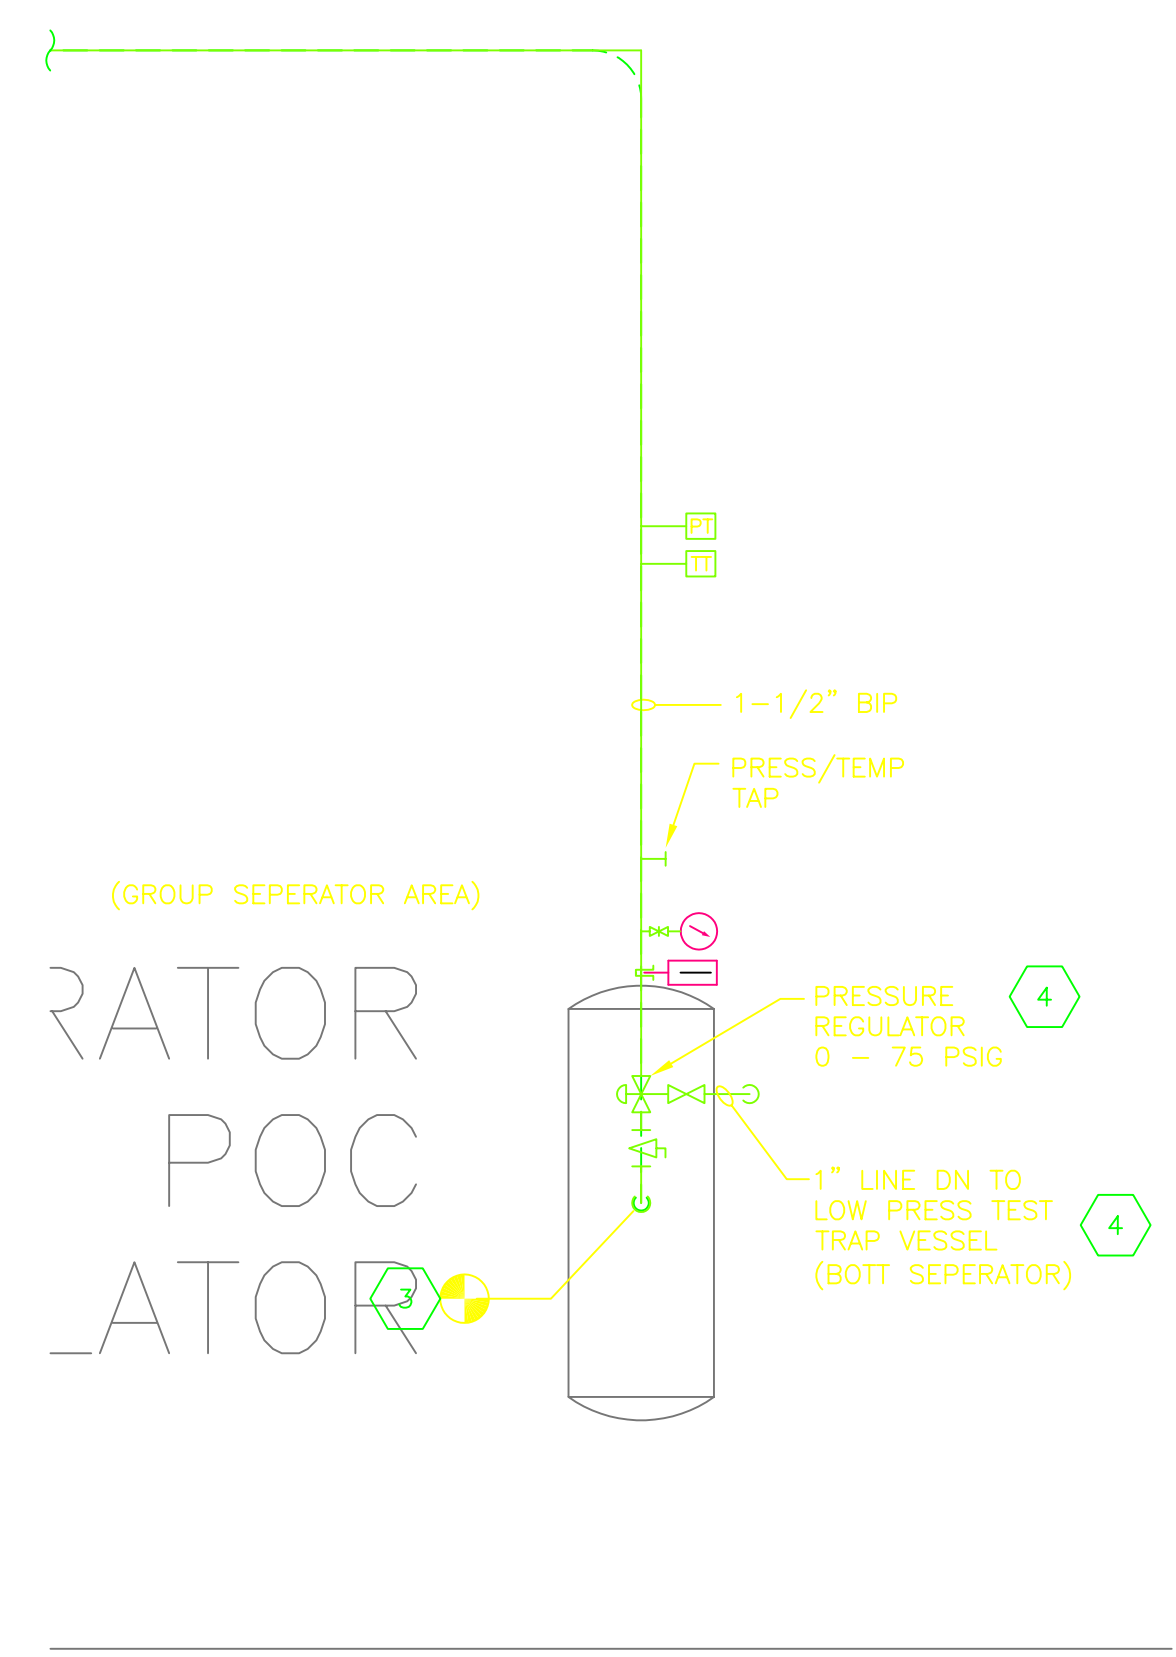 PT
TT
1-1/2" BIP
PRESS/TEMP
TAP
(GROUP SEPERATOR AREA)
RATOR
POC
LATOR
PRESSURE
REGULATOR
0 - 75 PSIG
4
1" LINE DN TO
LOW PRESS TEST
TRAP VESSEL
(BOTT SEPERATOR)
4
3